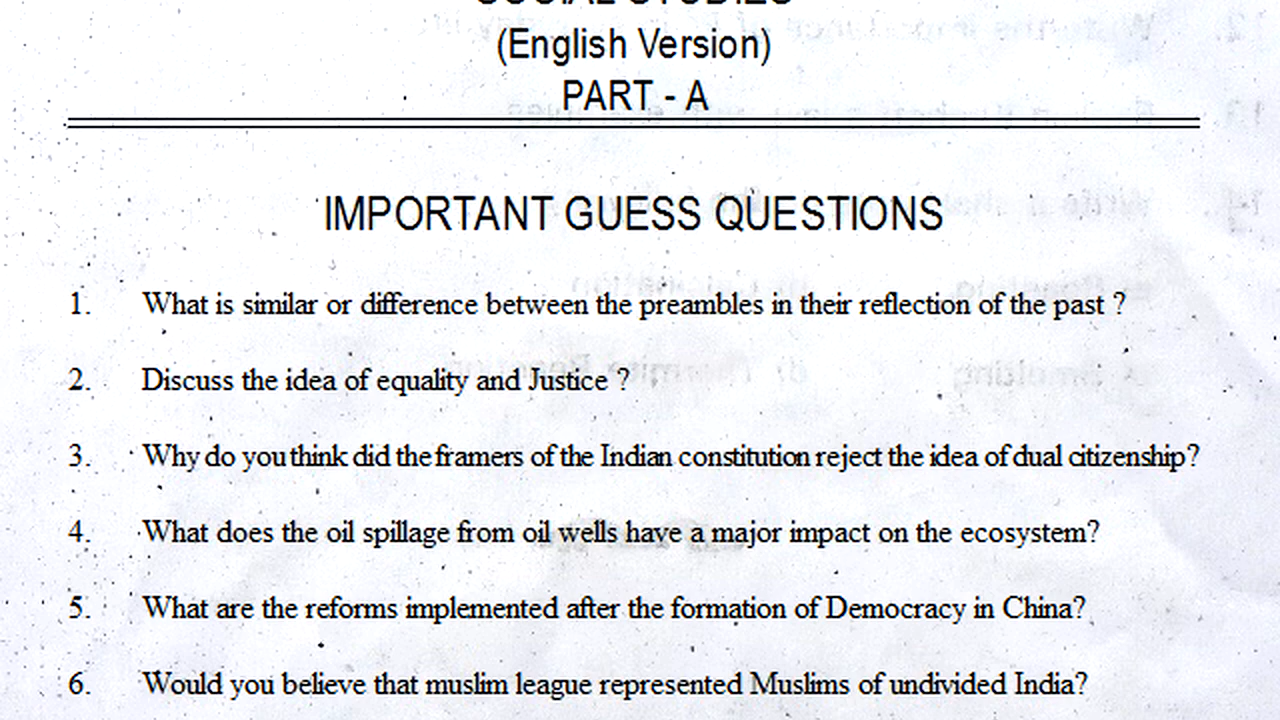 SOCIAL STUDIES
(English Version)
PART - A
IMPORTANT GUESS QUESTIONS
1. What is similar or difference between the preambles in their reflection of the past ?
2. Discuss the idea of equality and Justice ?
3. Why do you think did the framers of the Indian constitution reject the idea of dual citizenship?
4. What does the oil spillage from oil wells have a major impact on the ecosystem?
5. What are the reforms implemented after the formation of Democracy in China?
6. Would you believe that muslim league represented Muslims of undivided India?